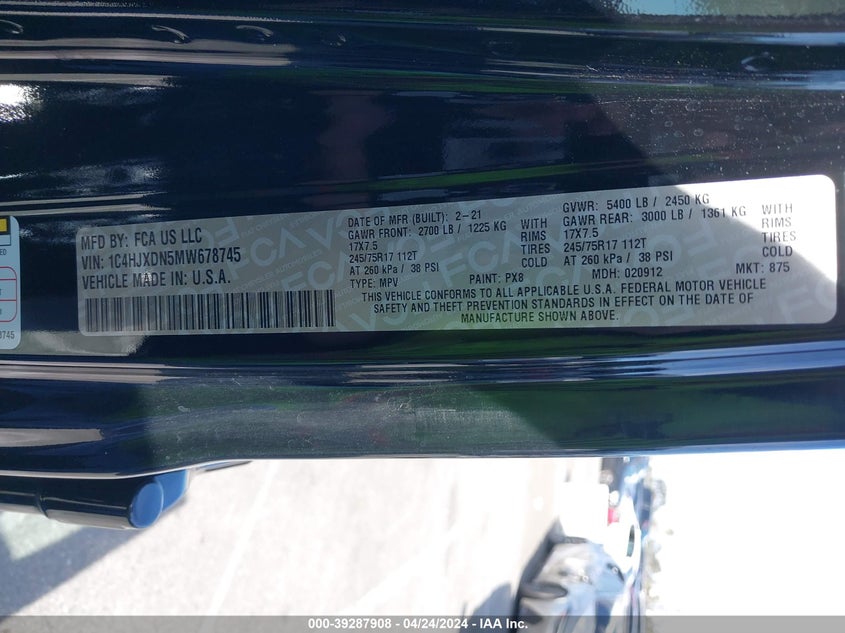 MFD BY: FCA US LLC
VIN: 1C4HJXDN5MW678745
VEHICLE MADE IN U.S.A.
DATE OF MFR (BUILT): 2-21
GAWR FRONT: 2700 LB / 1225 KG WITH
17X7.5 RIMS
245/75R17 112T TIRES
AT 260 kPa / 38 PSI COLD
TYPE: MPV PAINT: PX8
GVWR: 5400 LB / 2450 KG
GAWR REAR: 3000 LB / 1361 KG WITH
17X7.5 RIMS
245/75R17 112T TIRES
AT 260 kPa / 38 PSI COLD
MDH: 020912 MKT: 875
THIS VEHICLE CONFORMS TO ALL APPLICABLE U.S.A. FEDERAL MOTOR VEHICLE
SAFETY AND THEFT PREVENTION STANDARDS IN EFFECT ON THE DATE OF
MANUFACTURE SHOWN ABOVE.
8745
000-39287908 - 04/24/2024 - IAA Inc.